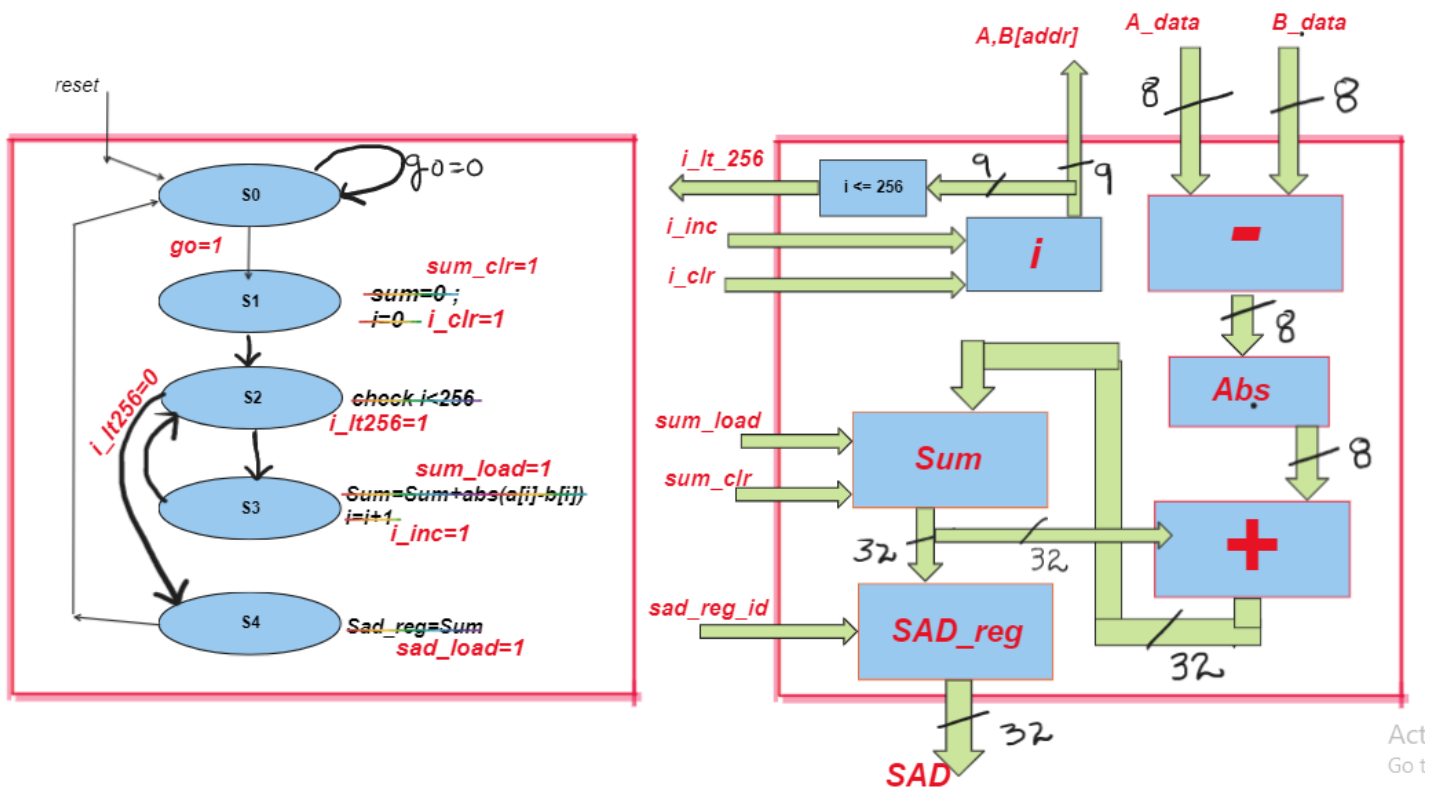 reset
go=0
S0
go=1
sum_clr=1
S1
sum=0 ;
i=0 i_clr=1
i_lt256=0
S2
check i<256
i_lt256=1
sum_load=1
S3
Sum=Sum+abs(a[i]-b[i])
i=i+1
i_inc=1
S4
Sad_reg=Sum
sad_load=1
A,B[addr]
A_data
B_data
8
8
i_lt_256
i <= 256
9
9
i_inc
i_clr
i
-
8
Abs
8
sum_load
sum_clr
Sum
32
32
+
32
sad_reg_id
SAD_reg
32
SAD
Act
Go t